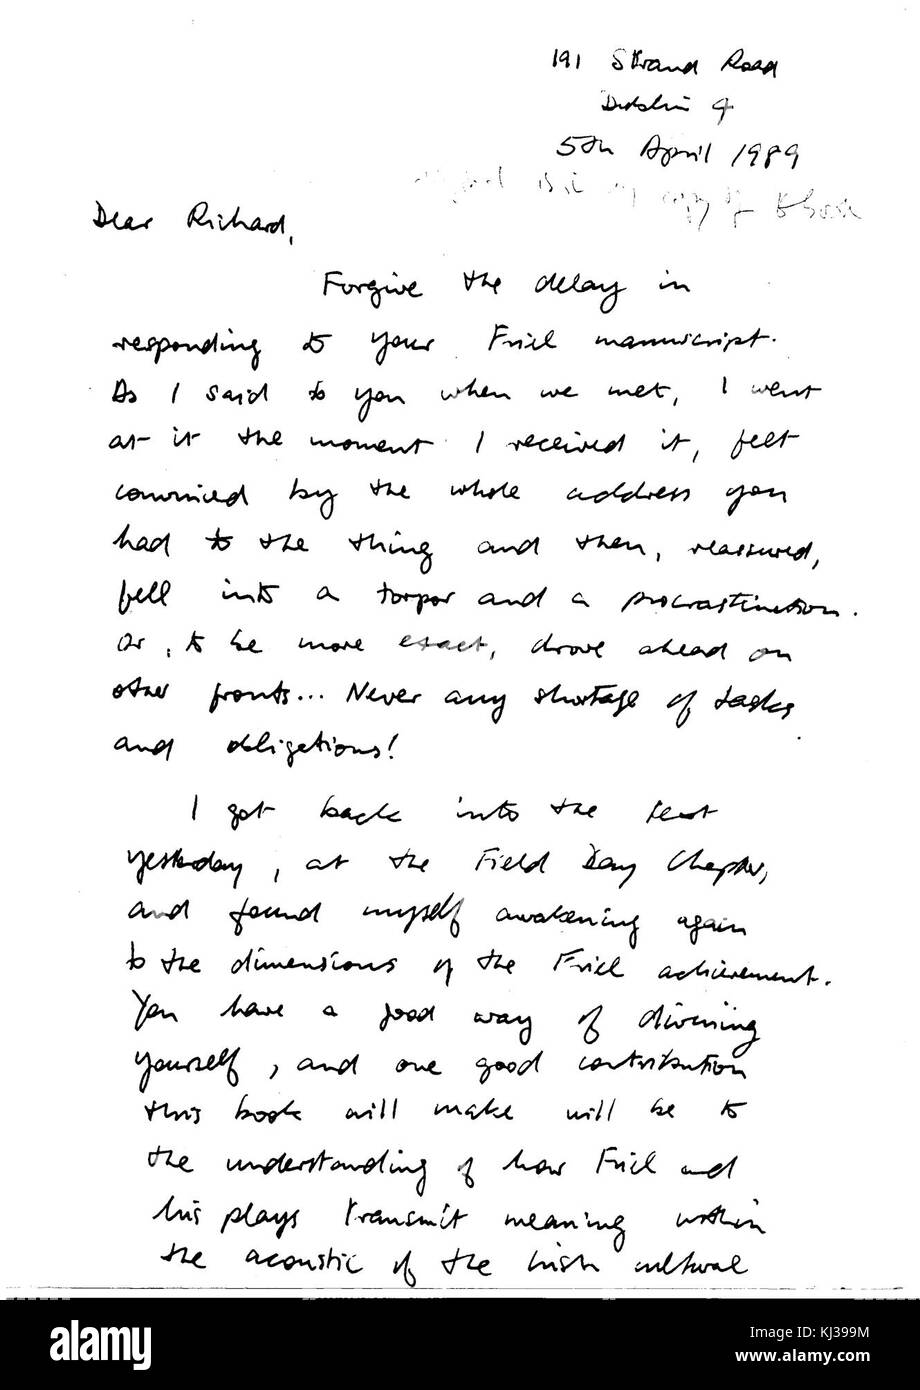 191 Strand Road
Dublin 4
5th April 1989
copy of
Dear Richard,
Forgive the delay in
responding to your Friel manuscript.
As I said to you when we met, I went
at it the moment I received it, felt
convinced by the whole address you
had to the thing and then, reassured,
fell into a torpor and a procrastination.
Or, to be more exact, drove ahead on
other fronts... Never any shortage of tasks
and obligations!
I got back into the text
yesterday, at the Field Day Chapter,
and found myself awakening again
to the dimensions of the Friel achievement.
You have a good way of divining
yourself, and one good contribution
this book will make will be to
the understanding of how Friel and
his plays transmit meaning within
the acoustic of the Irish cultural
alamy
Image ID: KJ399M
www.alamy.com